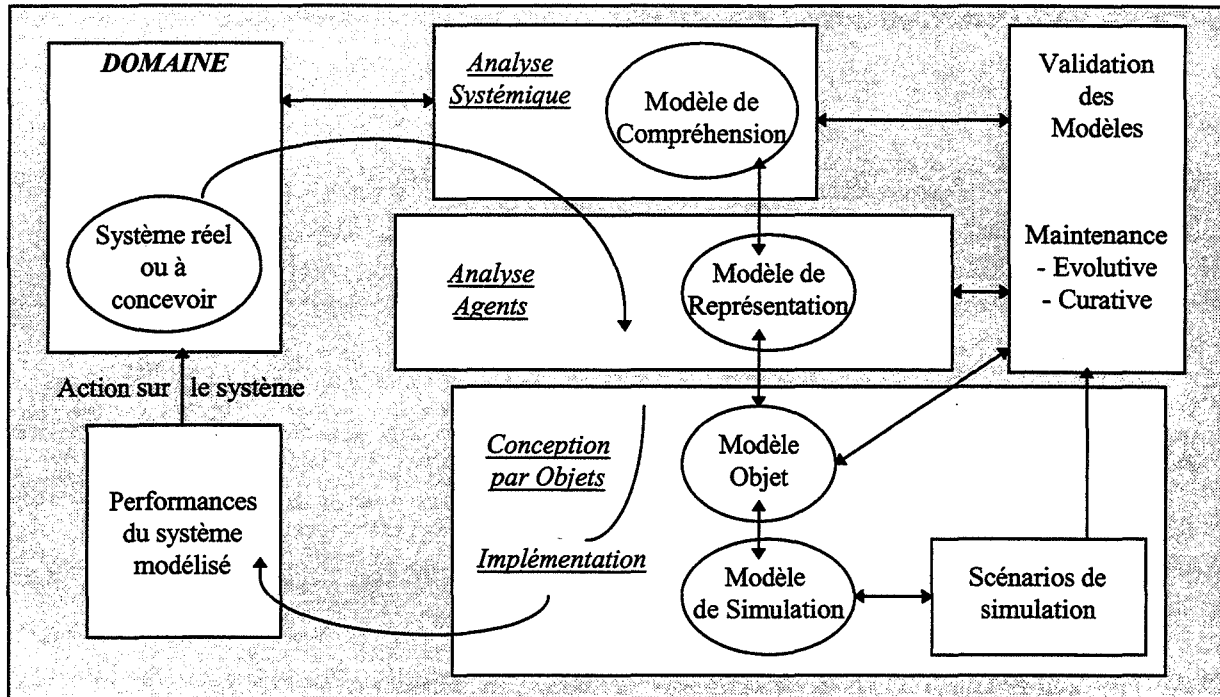 DOMAINE
Système réel
ou à
concevoir
Action sur le système
Performances
du système
modélisé
Analyse
Systémique
Modèle de
Compréhension
Analyse
Agents
Modèle de
Représentation
Conception
par Objets
Modèle
Objet
Implémentation
Modèle
de Simulation
Scénarios de
simulation
Validation
des
Modèles
Maintenance
- Evolutive
- Curative